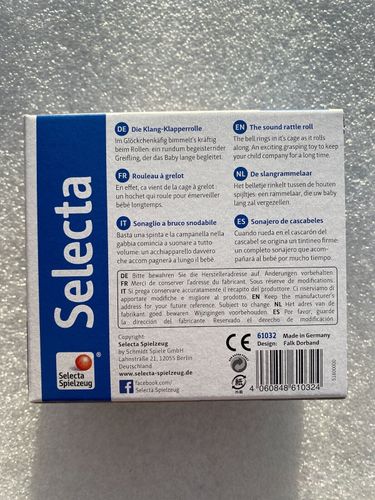 Selecta
Selecta
Spielzeug
®
DE Die Klang-Klapperrolle
Im Glöckchenkäfig bimmelt's kräftig
beim Rollen: ein rundum begeisternder
Greifling, der das Baby lange begleitet.
EN The sound rattle roll
The bell rings in it's cage as it rolls
along. An exciting grasping toy to keep
your child company for a long time.
FR Rouleau à grelot
En effet, ca vient de la cage à grelot
un hochet qui roule pour émerveiller
bébé longtemps.
NL De slangrammelaar
Het belletje rinkelt tussen de houten
spijltjes: een rammelaar, die uw baby
lang zal vergezellen.
IT Sonaglio a bruco snodabile
Basta una spinta e la campanella nella
gabbia comincia a suonare a tutto
volume: un acchiapparello davvero
che accom pagnerà a lungo il bébé.
ES Sonajero de cascabeles
Cuando rueda en el cascarón del
cascabel se origina un tintineo firme:
un completo sonajero que acom-
pañará al bebé por mucho tiempo.
DE Bitte bewahren Sie die Herstelleradresse auf. Änderungen vorbehalten.
FR Merci de conserver l'adresse du fabricant. Sous réserve de modifications.
IT Si prega conservare accuratamente il recapito del produttore. Ci riserviamo di
apportare modifiche e migliorie al prodotto. EN Keep the manufacturer's
address for your future reference. Subject to change. NL Het adres van de
fabrikant goed bewaren Wijzigingen voorbehouden. ES Por favor, guarde
la dirección del fabricante. Reservado el derecho de modificación.
Copyright:
Selecta Spielzeug
by Schmidt Spiele GmbH
Lahnstraße 21, 12055 Berlin
Deutschland
www.selecta-spielzeug.de
facebook.com/
Selecta Spielzeug
CE
61032 Made in Germany
Design: Falk Dorband
4 060848 610324